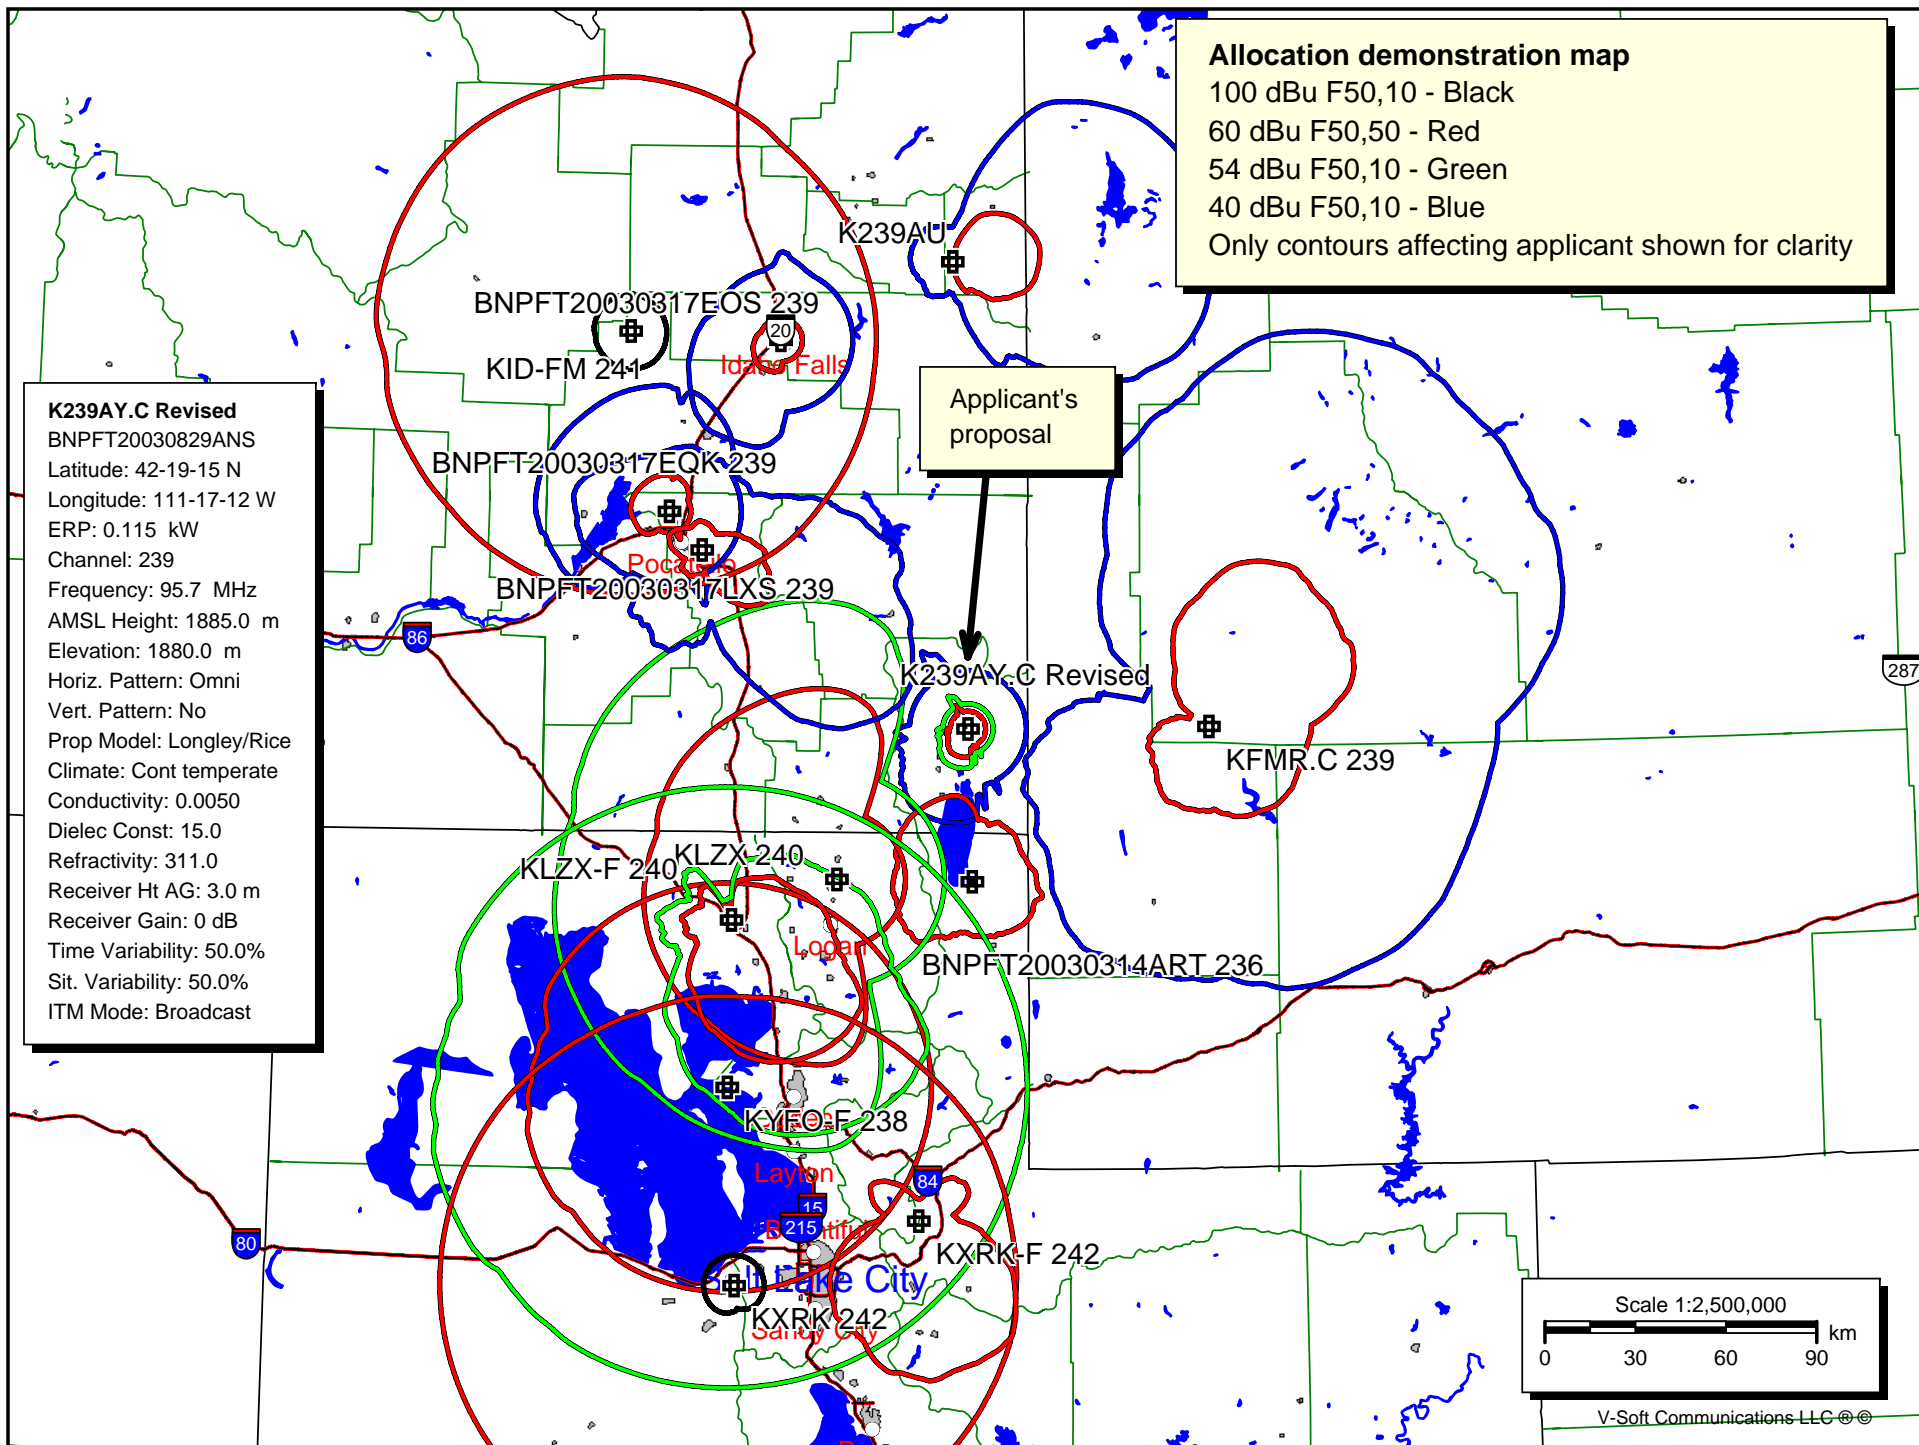 Allocation demonstration map
100 dBu F50,10 - Black
60 dBu F50,50 - Red
54 dBu F50,10 - Green
40 dBu F50,10 - Blue
Only contours affecting applicant shown for clarity
K239AU
BNPFT20030317EOS 239
20
KID-FM 241
Idaho Falls
Applicant's
proposal
K239AY.C Revised
BNPFT20030829ANS
Latitude: 42-19-15 N
Longitude: 111-17-12 W
ERP: 0.115 kW
Channel: 239
Frequency: 95.7 MHz
AMSL Height: 1885.0 m
Elevation: 1880.0 m
Horiz. Pattern: Omni
Vert. Pattern: No
Prop Model: Longley/Rice
Climate: Cont temperate
Conductivity: 0.0050
Dielec Const: 15.0
Refractivity: 311.0
Receiver Ht AG: 3.0 m
Receiver Gain: 0 dB
Time Variability: 50.0%
Sit. Variability: 50.0%
ITM Mode: Broadcast
BNPFT20030317EQK 239
Pocatello
BNPFT20030317LXS 239
86
K239AY.C Revised
287
KFMR.C 239
KLZX-F 240
KLZX 240
Logan
BNPFT20030314ART 236
KYFO-F 238
Layton
84
15
215
Bountiful
80
KXRK-F 242
Salt Lake City
KXRK 242
Sandy City
Scale 1:2,500,000
km
0 30 60 90
V-Soft Communications LLC ® ©